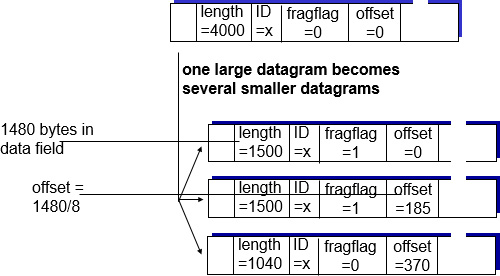 length ID fragflag offset
=4000 =x =0 =0
one large datagram becomes
several smaller datagrams
1480 bytes in
data field
length ID fragflag offset
=1500 =x =1 =0
offset =
1480/8
length ID fragflag offset
=1500 =x =1 =185
length ID fragflag offset
=1040 =x =0 =370